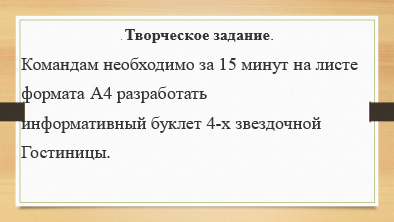 . Творческое задание.
Командам необходимо за 15 минут на листе
формата А4 разработать
информативный буклет 4-х звездочной
Гостиницы.